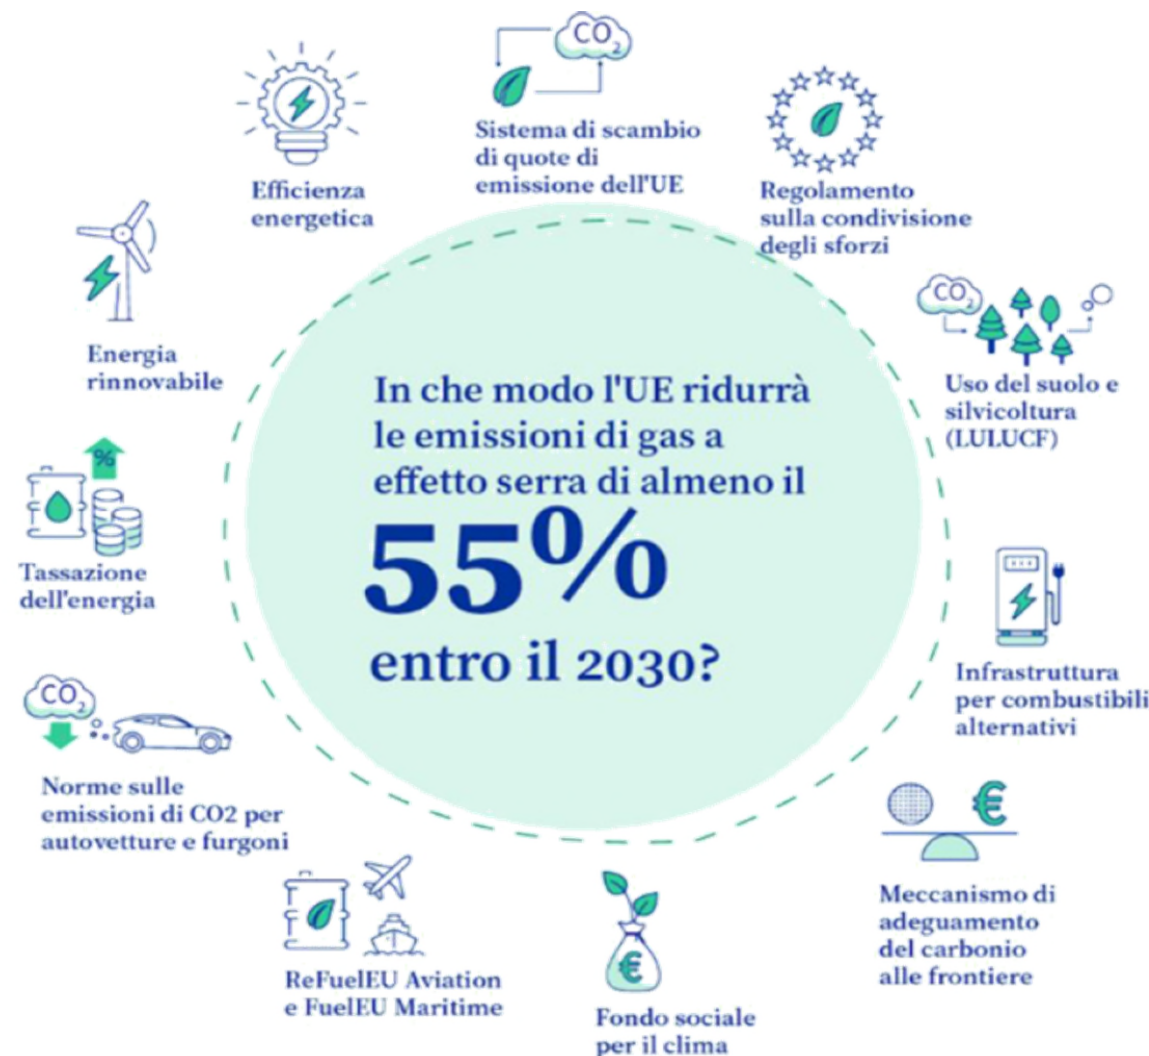 CO2
Sistema di scambio
di quote di
emissione dell'UE
Regolamento
sulla condivisione
degli sforzi
CO2
Uso del suolo e
silvicoltura
(LULUCF)
Infrastruttura
per combustibili
alternativi
€
Meccanismo di
adeguamento
del carbonio
alle frontiere
€
Fondo sociale
per il clima
ReFuelEU Aviation
e FuelEU Maritime
CO2
Norme sulle
emissioni di CO2 per
autovetture e furgoni
%
Tassazione
dell'energia
Energia
rinnovabile
Efficienza
energetica
In che modo l'UE ridurrà
le emissioni di gas a
effetto serra di almeno il
55%
entro il 2030?